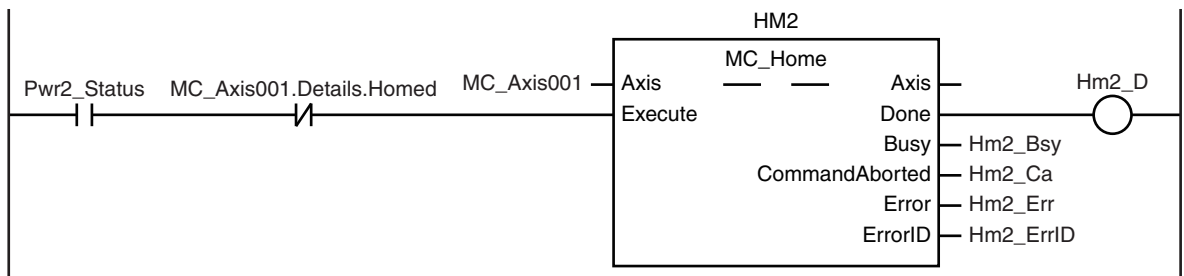 HM2
MC_Home
Pwr2_Status MC_Axis001.Details.Homed MC_Axis001 Axis Axis Hm2_D
Execute Done
Busy Hm2_Bsy
CommandAborted Hm2_Ca
Error Hm2_Err
ErrorID Hm2_ErrID